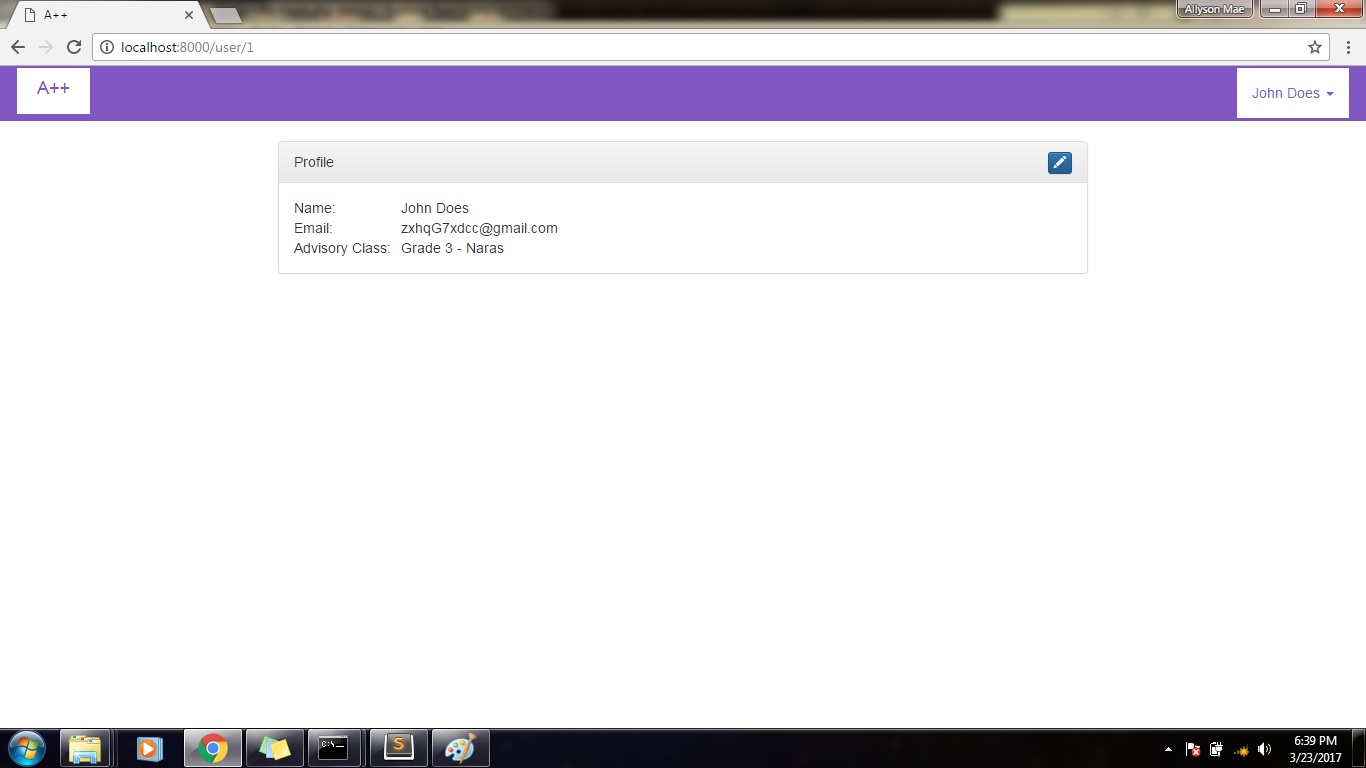 A++
Allyson Mae
localhost:8000/user/1
A++
John Does
Profile
Name: John Does
Email: zxhqG7xdcc@gmail.com
Advisory Class: Grade 3 - Naras
C:\_
S
6:39 PM
3/23/2017